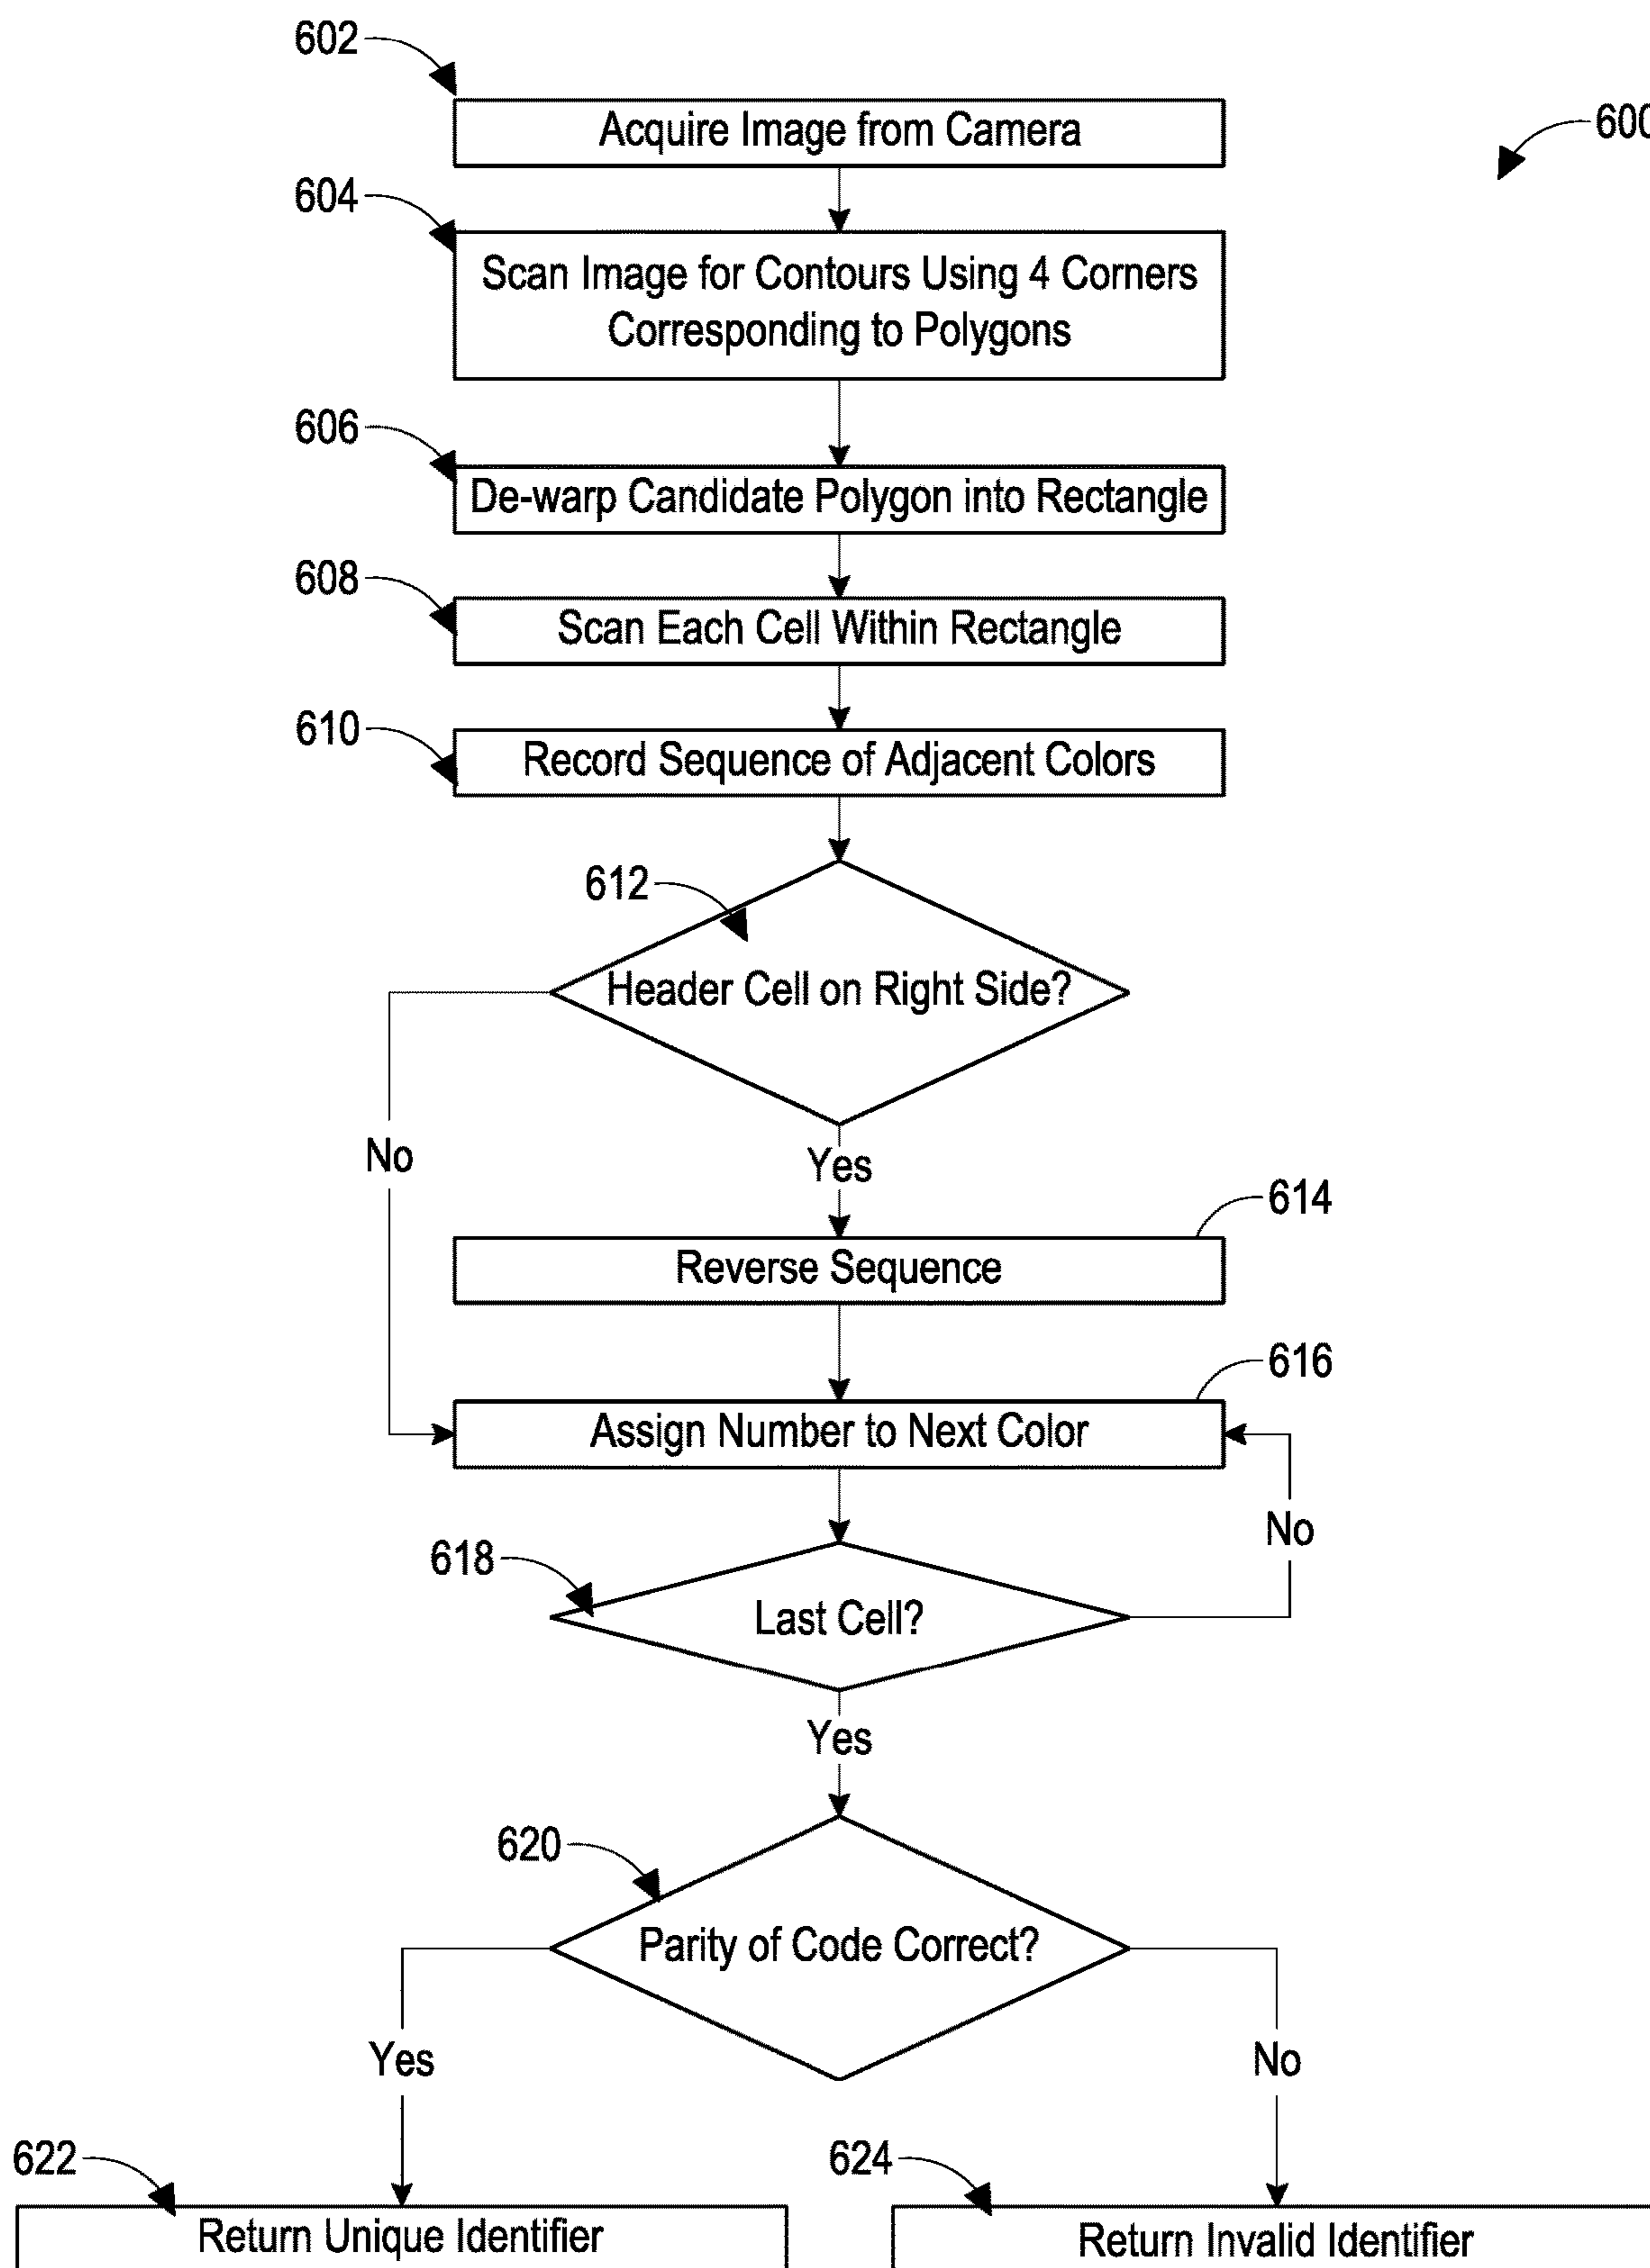 602
Acquire Image from Camera
600
604
Scan Image for Contours Using 4 Corners
Corresponding to Polygons
606
De-warp Candidate Polygon into Rectangle
608
Scan Each Cell Within Rectangle
610
Record Sequence of Adjacent Colors
612
Header Cell on Right Side?
No
Yes
614
Reverse Sequence
616
Assign Number to Next Color
No
618
Last Cell?
Yes
620
Parity of Code Correct?
Yes
No
622
624
Return Unique Identifier
Return Invalid Identifier